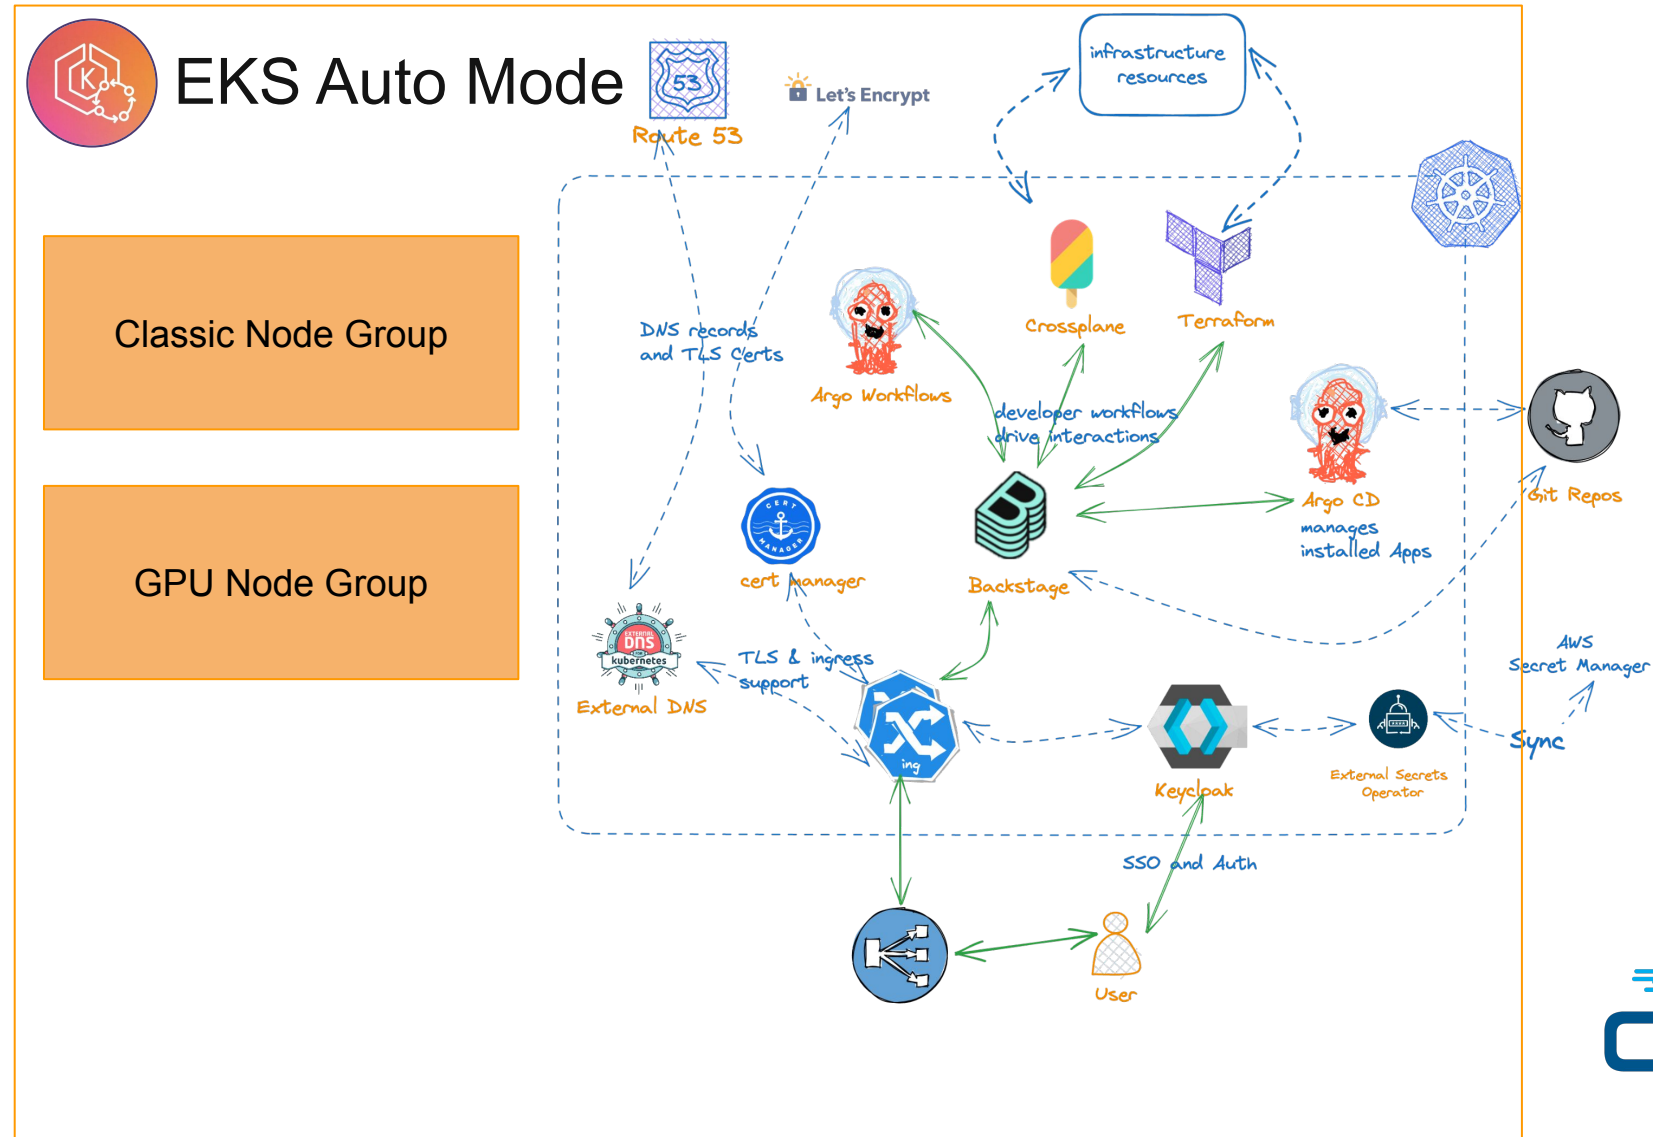 EKS Auto Mode
53
Route 53
Let's Encrypt
infrastructure
resources
Classic Node Group
GPU Node Group
DNS records
and TLS Certs
Argo Workflows
Crossplane
Terraform
developer workflows
drive interactions
Argo CD
manages
installed Apps
Git Repos
CERT
MANAGER
cert manager
Backstage
EXTERNAL
DNS
FOR
kubernetes
External DNS
TLS & ingress
support
ing
Keycloak
External Secrets
Operator
AWS
Secret Manager
Sync
SSO and Auth
User